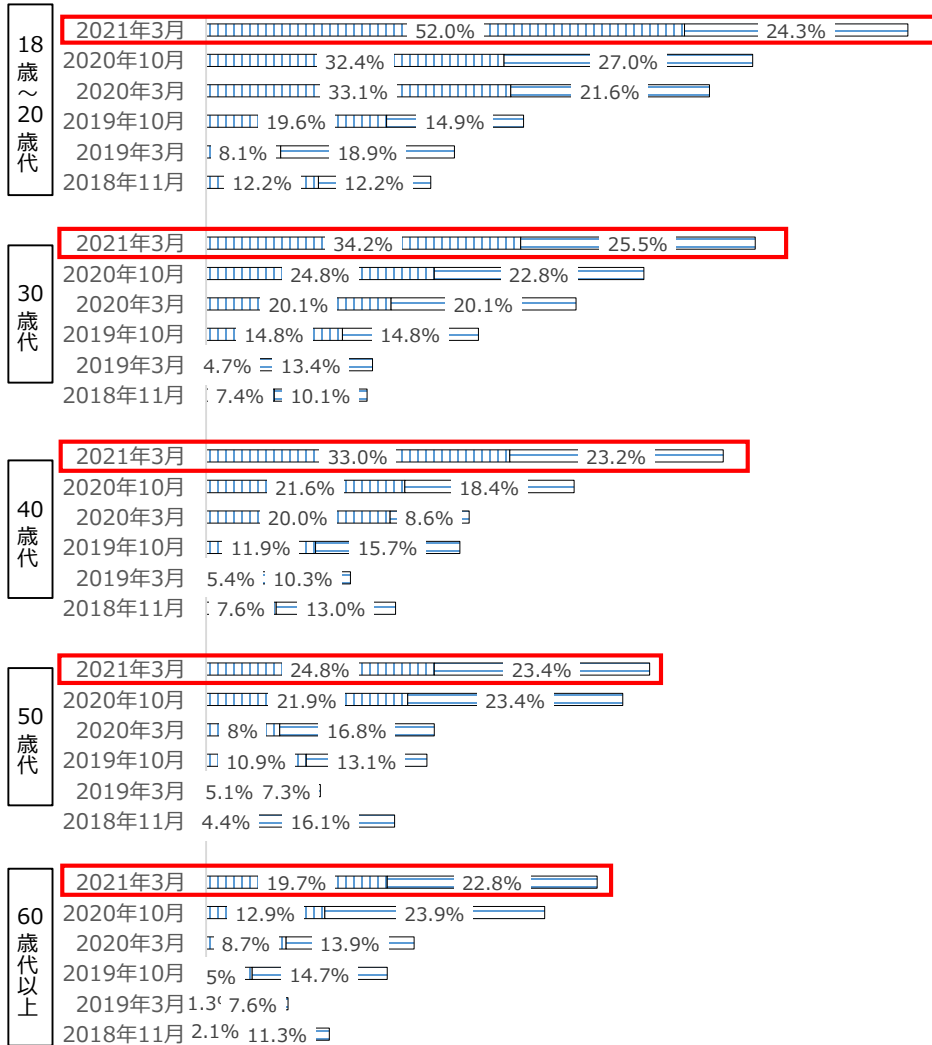 18歳～20歳代
2021年3月 52.0% 24.3%
2020年10月 32.4% 27.0%
2020年3月 33.1% 21.6%
2019年10月 19.6% 14.9%
2019年3月 8.1% 18.9%
2018年11月 12.2% 12.2%
30歳代
2021年3月 34.2% 25.5%
2020年10月 24.8% 22.8%
2020年3月 20.1% 20.1%
2019年10月 14.8% 14.8%
2019年3月 4.7% 13.4%
2018年11月 7.4% 10.1%
40歳代
2021年3月 33.0% 23.2%
2020年10月 21.6% 18.4%
2020年3月 20.0% 8.6%
2019年10月 11.9% 15.7%
2019年3月 5.4% 10.3%
2018年11月 7.6% 13.0%
50歳代
2021年3月 24.8% 23.4%
2020年10月 21.9% 23.4%
2020年3月 8% 16.8%
2019年10月 10.9% 13.1%
2019年3月 5.1% 7.3%
2018年11月 4.4% 16.1%
60歳代以上
2021年3月 19.7% 22.8%
2020年10月 12.9% 23.9%
2020年3月 8.7% 13.9%
2019年10月 5% 14.7%
2019年3月 1.3% 7.6%
2018年11月 2.1% 11.3%